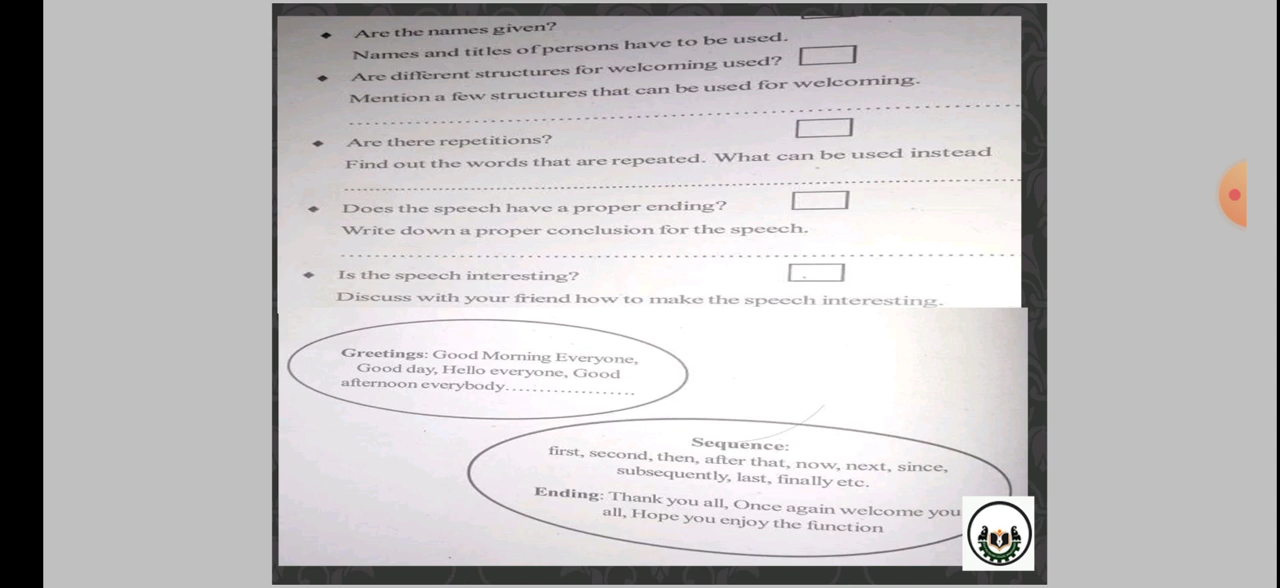 Are the names given?
Names and titles of persons have to be used.
Are different structures for welcoming used?
Mention a few structures that can be used for welcoming.
Are there repetitions?
Find out the words that are repeated. What can be used instead
Does the speech have a proper ending?
Write down a proper conclusion for the speech.
Is the speech interesting?
Discuss with your friend how to make the speech interesting.
Greetings: Good Morning Everyone,
Good day, Hello everyone, Good
afternoon everybody..................
Sequence:
first, second, then, after that, now, next, since,
subsequently, last, finally etc.
Ending: Thank you all, Once again welcome you
all, Hope you enjoy the function